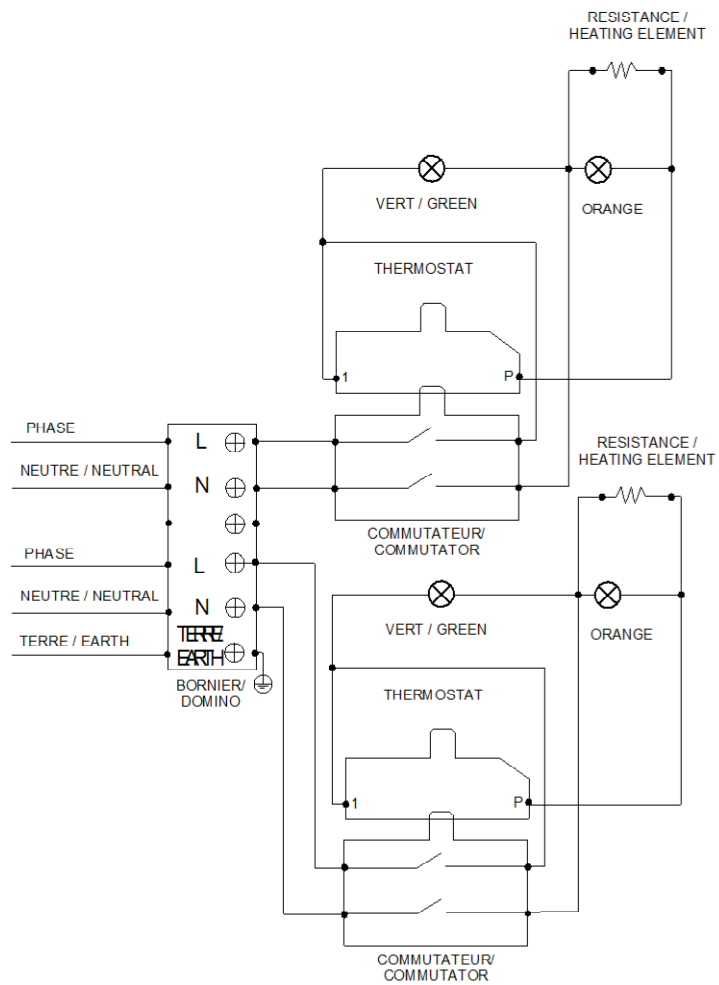 RESISTANCE /
HEATING ELEMENT
VERT / GREEN
ORANGE
THERMOSTAT
1
P
PHASE
L
NEUTRE / NEUTRAL
N
COMMUTATEUR/
COMMUTATOR
RESISTANCE /
HEATING ELEMENT
PHASE
L
NEUTRE / NEUTRAL
N
TERRE / EARTH
TERRE/
EARTH
BORNIER/
DOMINO
VERT / GREEN
ORANGE
THERMOSTAT
1
P
COMMUTATEUR/
COMMUTATOR